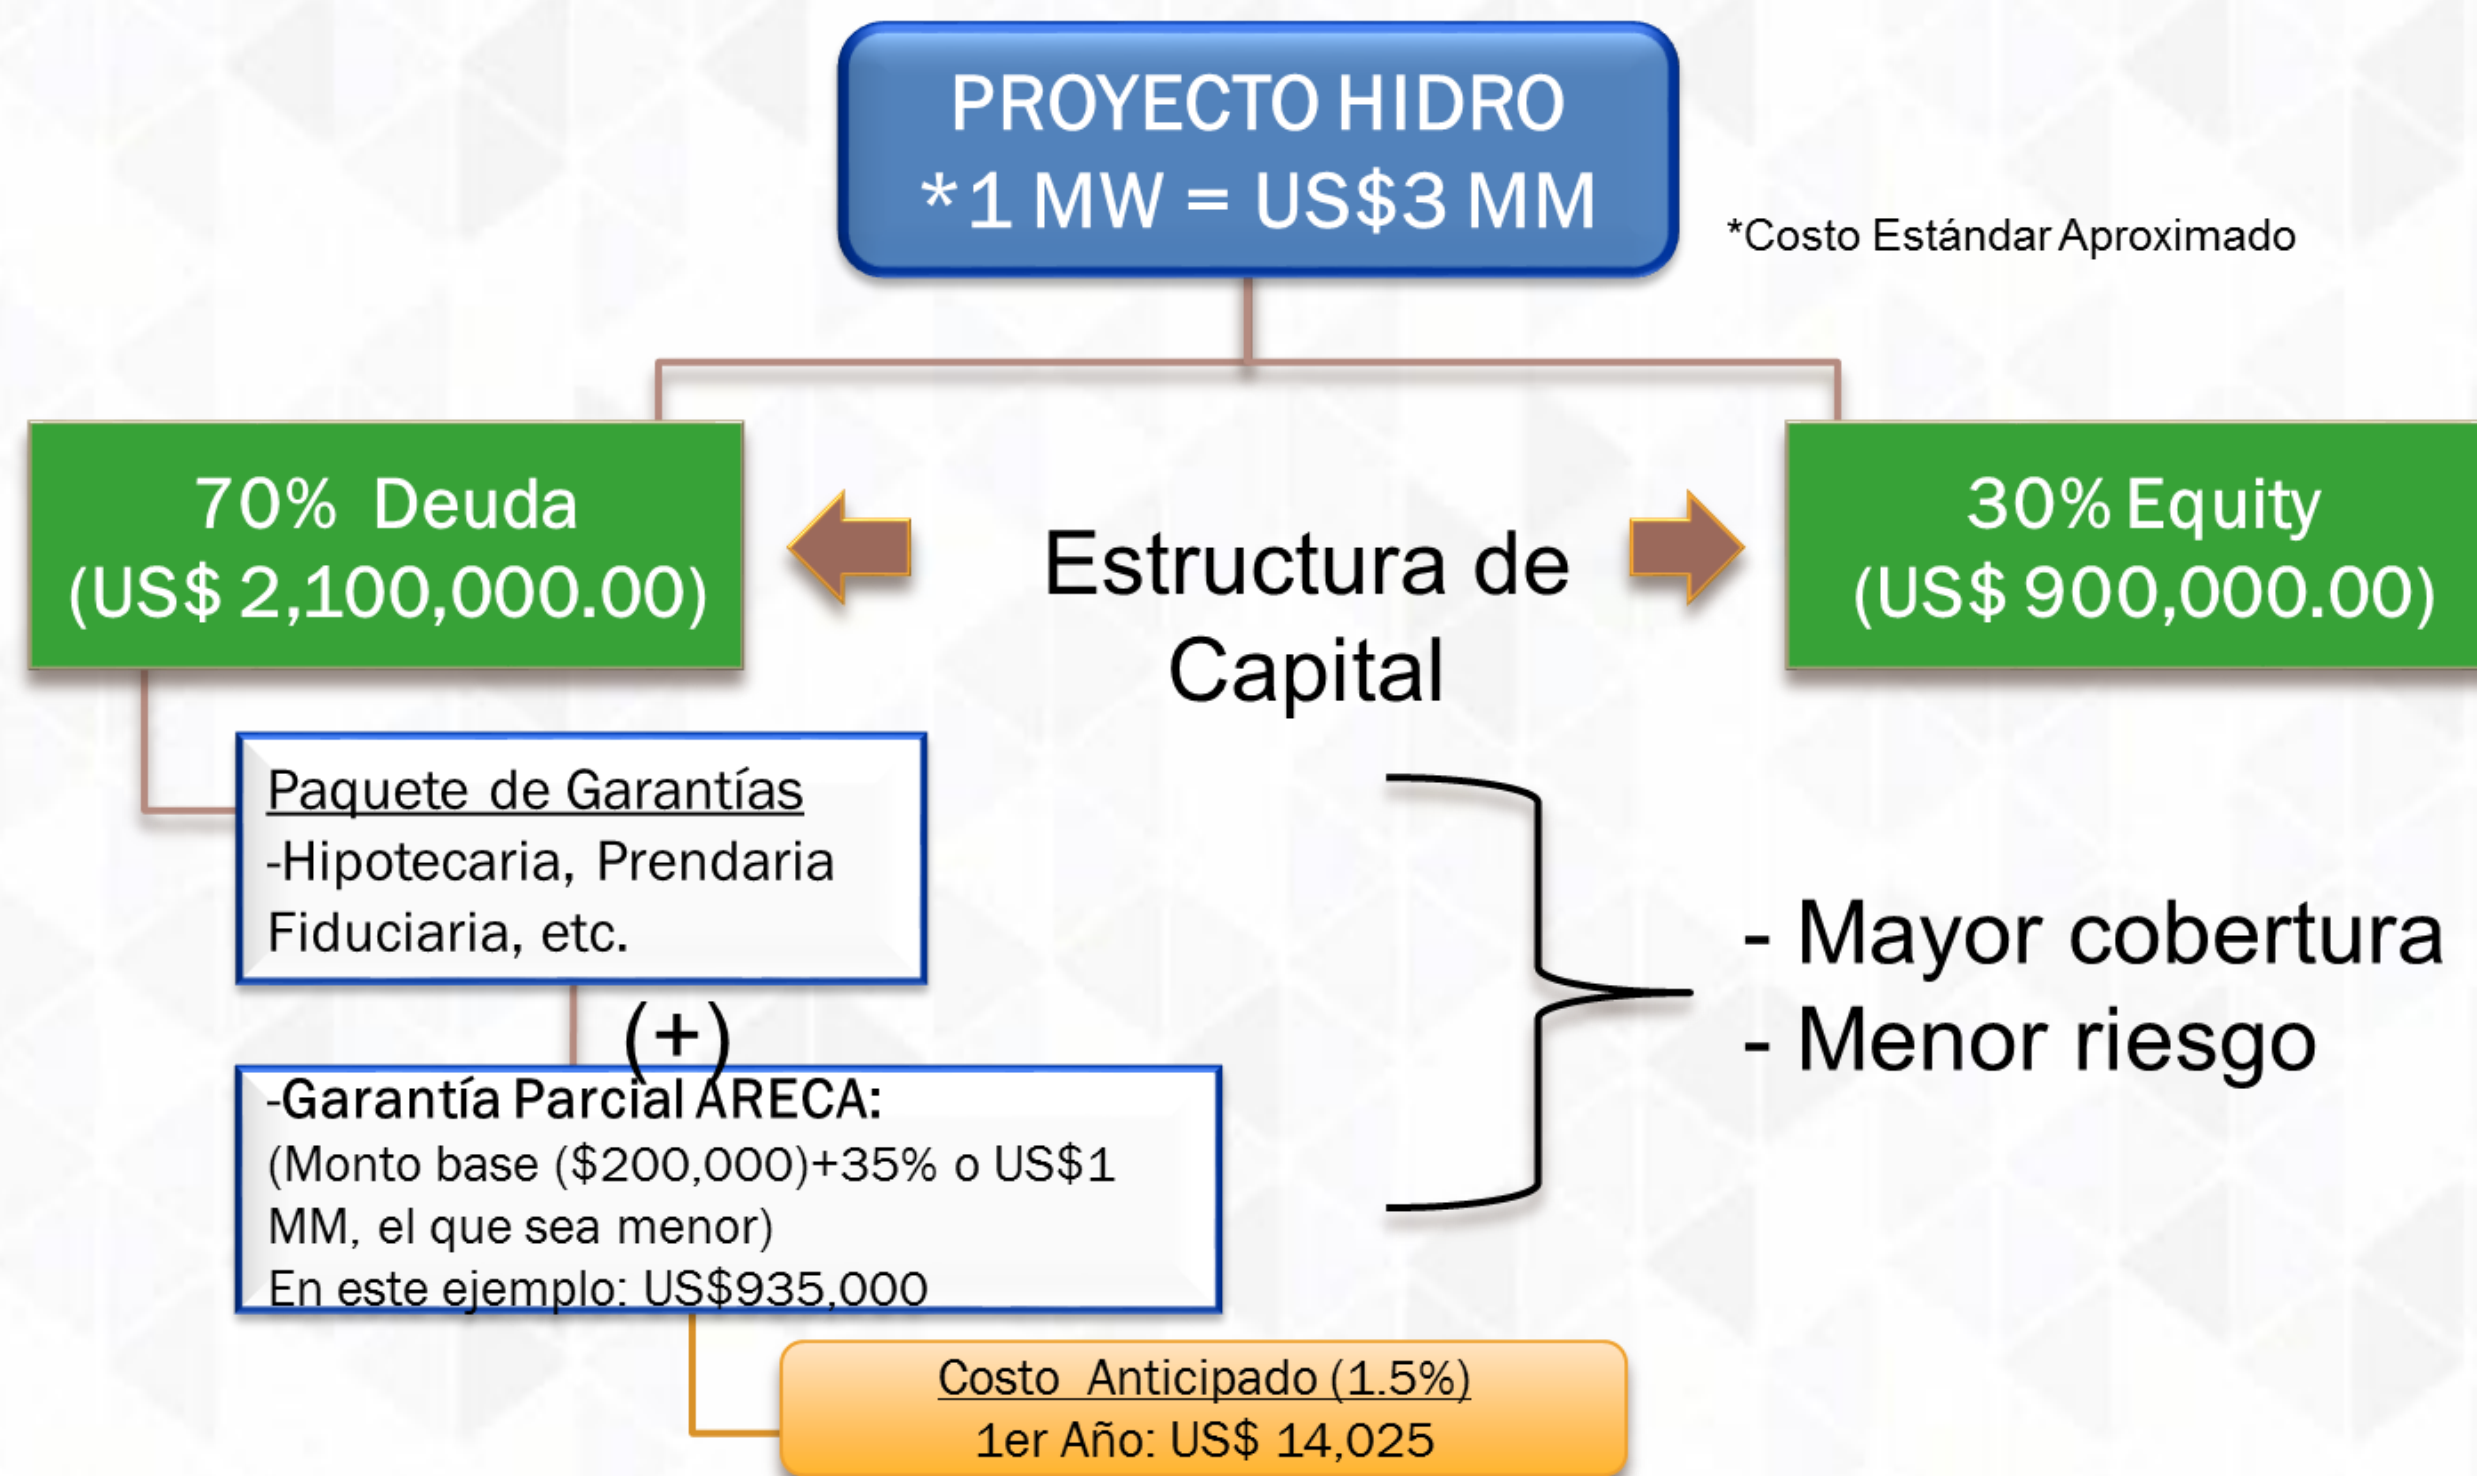 PROYECTO HIDRO
*1 MW = US$3 MM
*Costo Estándar Aproximado
70% Deuda
(US$ 2,100,000.00)
Estructura de
Capital
30% Equity
(US$ 900,000.00)
Paquete de Garantías
-Hipotecaria, Prendaria
Fiduciaria, etc.
(+)
-Garantía Parcial ARECA:
(Monto base ($200,000)+35% o US$1
MM, el que sea menor)
En este ejemplo: US$935,000
- Mayor cobertura
- Menor riesgo
Costo Anticipado (1.5%)
1er Año: US$ 14,025